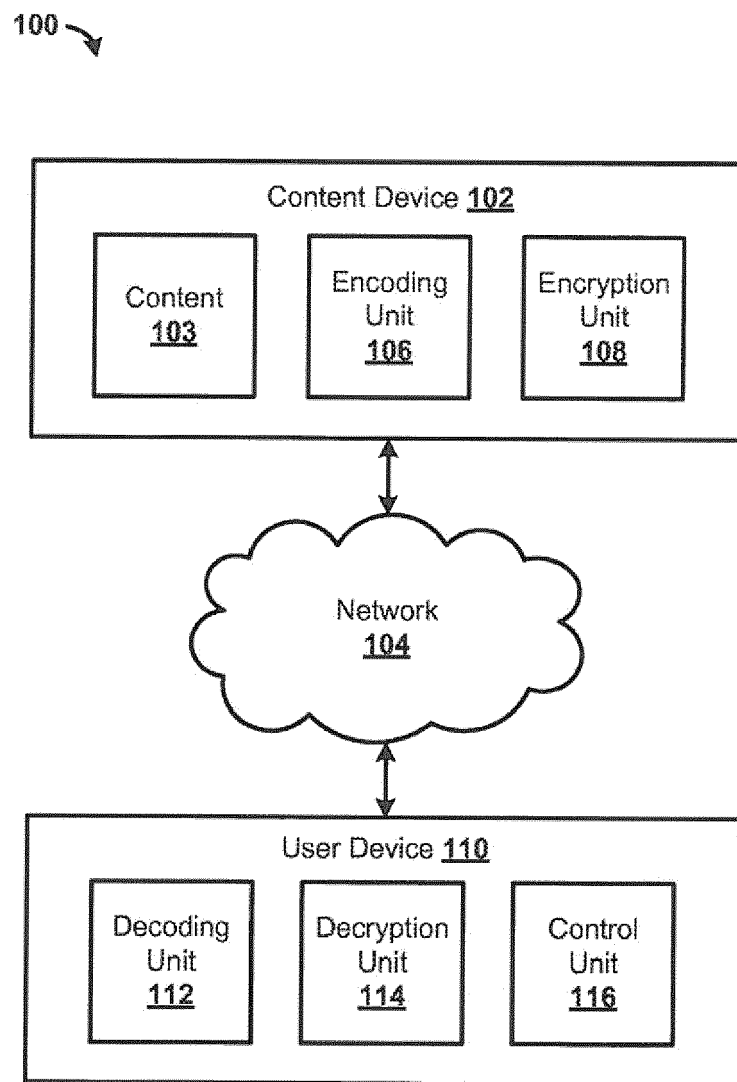 100
Content Device 102
Content
103
Encoding
Unit
106
Encryption
Unit
108
Network
104
User Device 110
Decoding
Unit
112
Decryption
Unit
114
Control
Unit
116